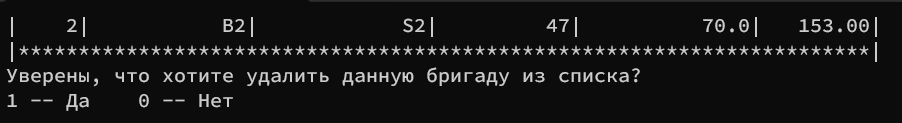 |    2|           B2|            S2|         47|        70.0|   153.00|
|***********************************************************************|
Уверены, что хотите удалить данную бригаду из списка?
1 -- Да    0 -- Нет